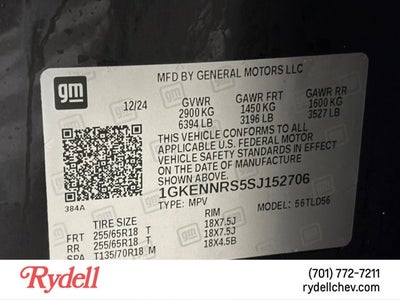 gm
MFD BY GENERAL MOTORS LLC
12/24 GVWR GAWR FRT GAWR RR
2900 KG 1450 KG 1600 KG
6394 LB 3196 LB 3527 LB
THIS VEHICLE CONFORMS TO ALL
APPLICABLE U.S. FEDERAL MOTOR
VEHICLE SAFETY STANDARDS IN
EFFECT ON THE DATE OF
MANUFACTURE SHOWN ABOVE.
384A
1GKENNRS5SJ152706
TYPE: MPV MODEL: 56TLD56
TIRE SIZE RIM
FRT 255/65R18 T 18X7.5J
RR 255/65R18 T 18X7.5J
SPA T135/70R18 M 18X4.5B
Rydell
(701) 772-7211
rydellchev.com